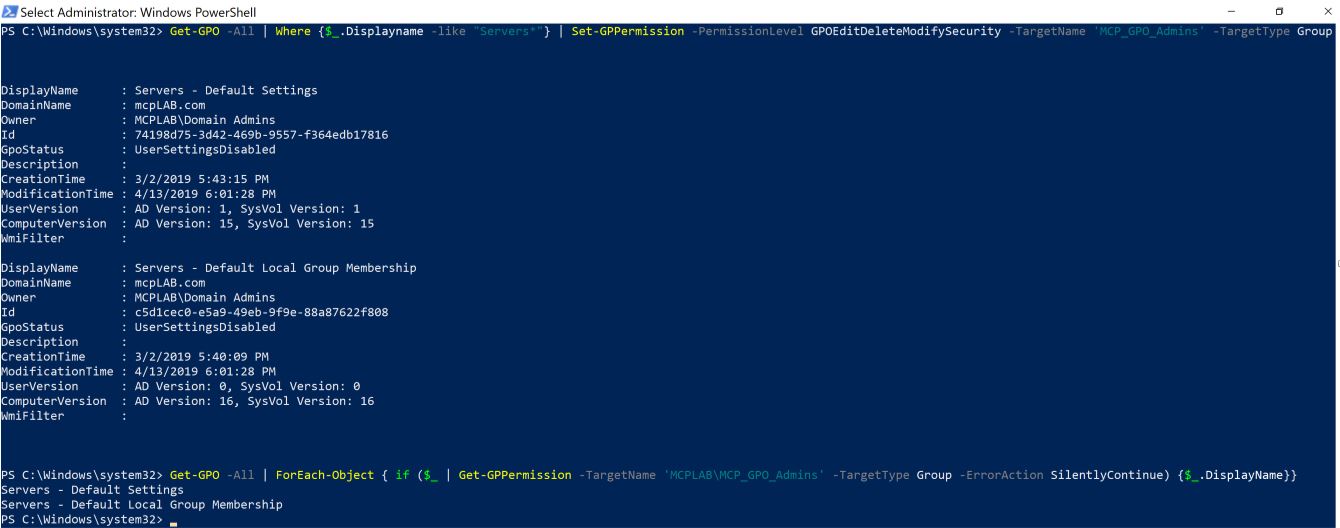 Select Administrator: Windows PowerShell
PS C:\Windows\system32> Get-GPO -All | Where {$_.Displayname -like "Servers*"} | Set-GPPermission -PermissionLevel GPOEditDeleteModifySecurity -TargetName 'MCP_GPO_Admins' -TargetType Group
DisplayName : Servers - Default Settings
DomainName : mcpLAB.com
Owner : MCPLAB\Domain Admins
Id : 74198d75-3d42-469b-9557-f364edb17816
GpoStatus : UserSettingsDisabled
Description :
CreationTime : 3/2/2019 5:43:15 PM
ModificationTime : 4/13/2019 6:01:28 PM
UserVersion : AD Version: 1, SysVol Version: 1
ComputerVersion : AD Version: 15, SysVol Version: 15
WmiFilter :
DisplayName : Servers - Default Local Group Membership
DomainName : mcpLAB.com
Owner : MCPLAB\Domain Admins
Id : c5d1cec0-e5a9-49eb-9f9e-88a87622f808
GpoStatus : UserSettingsDisabled
Description :
CreationTime : 3/2/2019 5:40:09 PM
ModificationTime : 4/13/2019 6:01:28 PM
UserVersion : AD Version: 0, SysVol Version: 0
ComputerVersion : AD Version: 16, SysVol Version: 16
WmiFilter :
PS C:\Windows\system32> Get-GPO -All | ForEach-Object { if ($_ | Get-GPPermission -TargetName 'MCPLAB\MCP_GPO_Admins' -TargetType Group -ErrorAction SilentlyContinue) {$_.DisplayName}}
Servers - Default Settings
Servers - Default Local Group Membership
PS C:\Windows\system32>